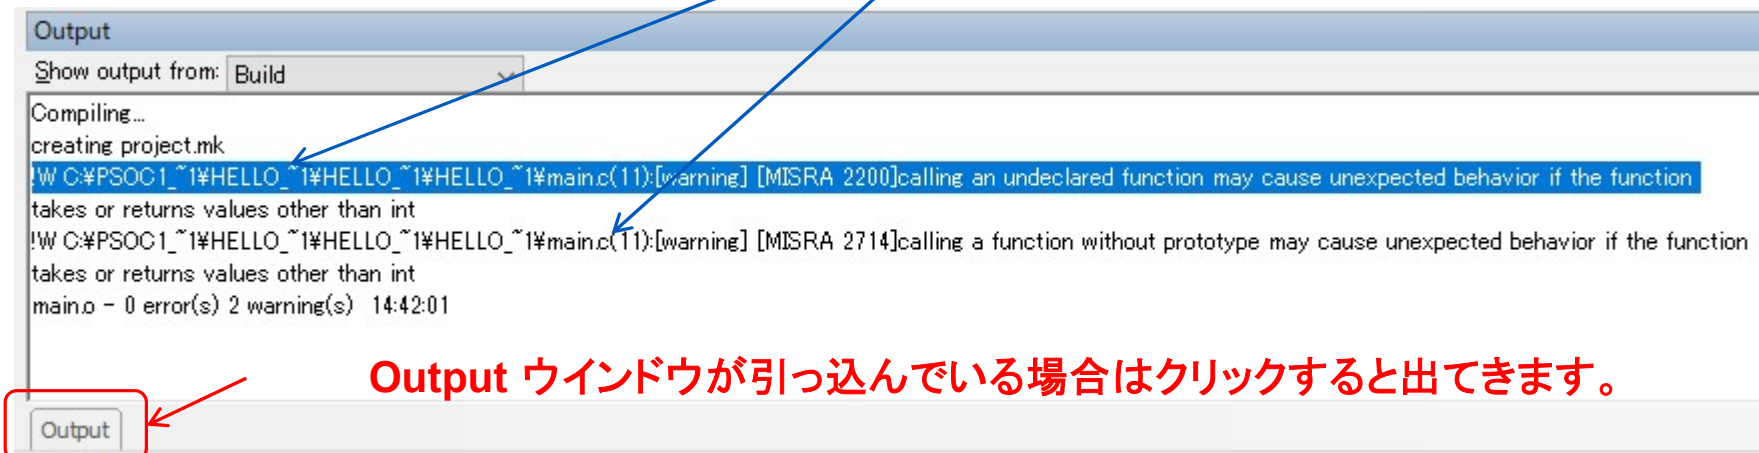 Output
Show output from: Build
Compiling...
creating project.mk
!W C:¥PSOC1_~1¥HELLO_~1¥HELLO_~1¥HELLO_~1¥main.c(11):[warning] [MISRA 2200]calling an undeclared function may cause unexpected behavior if the function
takes or returns values other than int
!W C:¥PSOC1_~1¥HELLO_~1¥HELLO_~1¥HELLO_~1¥main.c(11):[warning] [MISRA 2714]calling a function without prototype may cause unexpected behavior if the function
takes or returns values other than int
main.o - 0 error(s) 2 warning(s) 14:42:01
Output ウインドウが引っ込んでいる場合はクリックすると出てきます。
Output